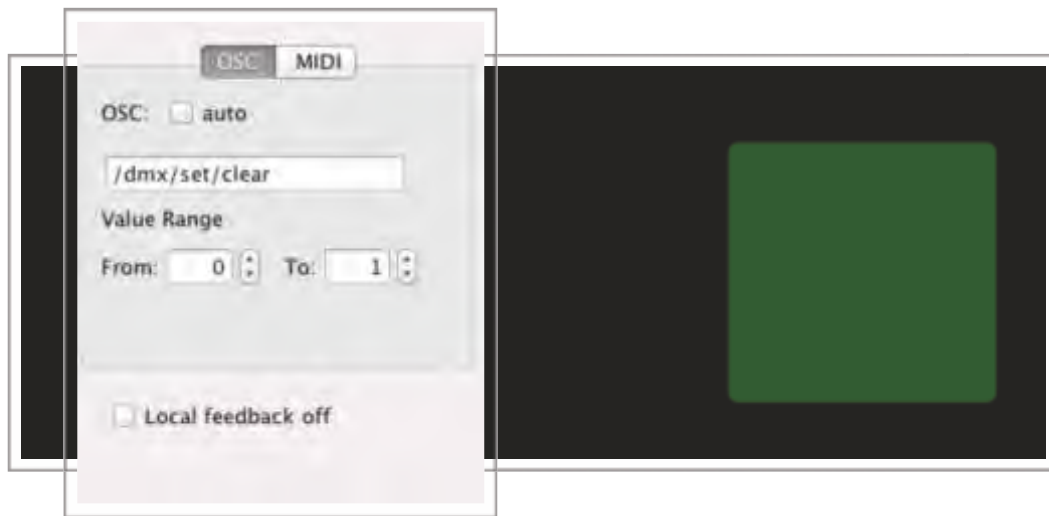 OSC MIDI
OSC: auto
/dmx/set/clear
Value Range
From: 0 To: 1
Local feedback off